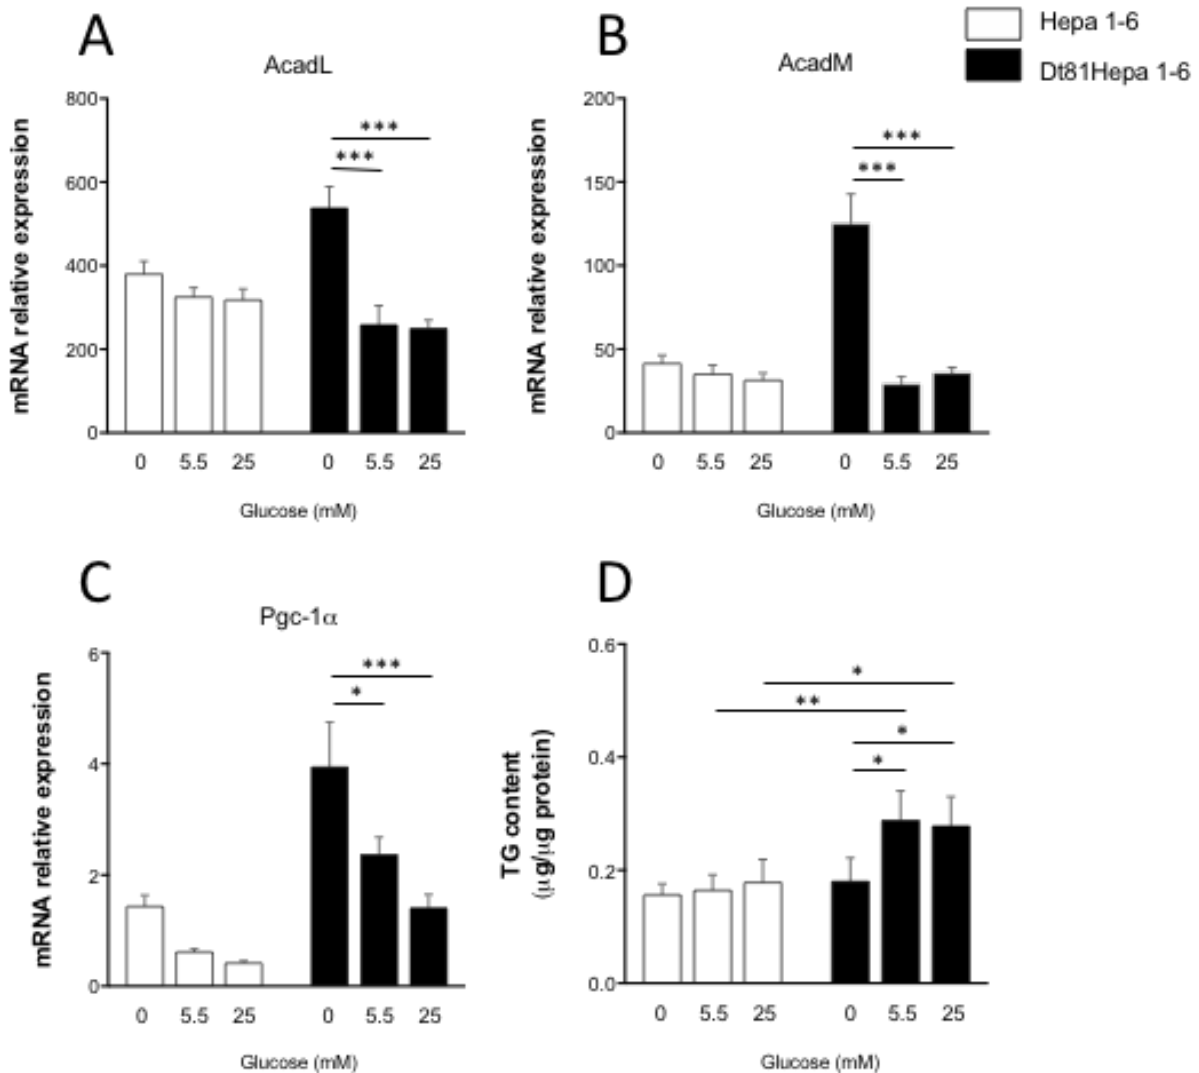 A
B
Hepa 1-6
Dt81Hepa 1-6
AcadL
AcadM
mRNA relative expression
800
600
400
200
0
***
***
0 5.5 25 0 5.5 25
Glucose (mM)
mRNA relative expression
200
150
100
50
0
***
***
0 5.5 25 0 5.5 25
Glucose (mM)
C
D
Pgc-1α
mRNA relative expression
6
4
2
0
***
*
0 5.5 25 0 5.5 25
Glucose (mM)
TG content
(μg/μg protein)
0.6
0.4
0.2
0.0
*
**
*
*
0 5.5 25 0 5.5 25
Glucose (mM)